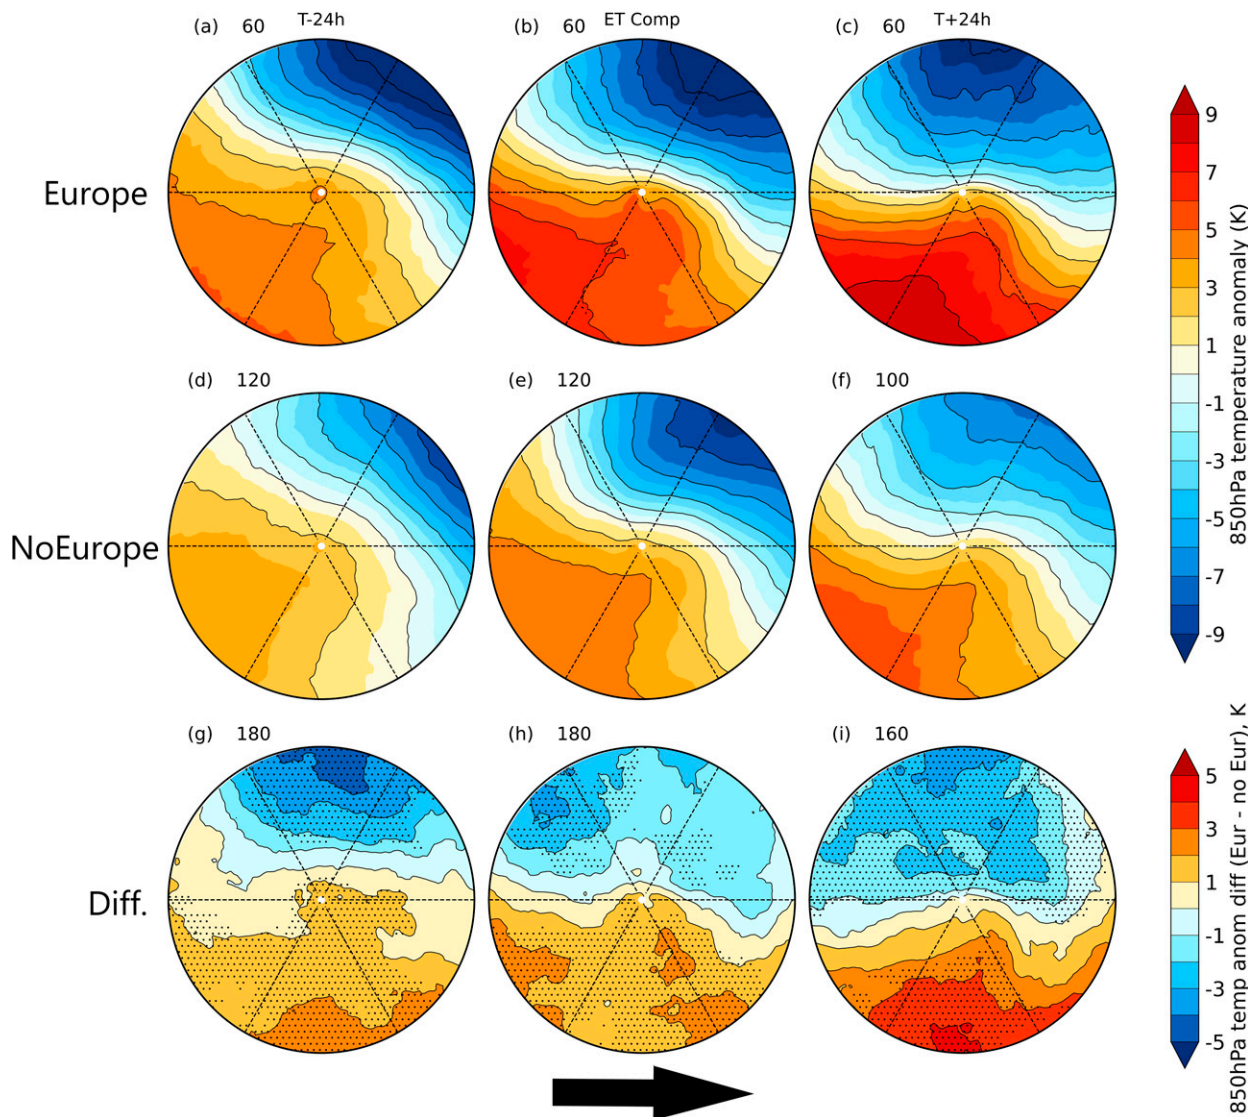 T-24h
ET Comp
T+24h
(a) 60
(b) 60
(c) 60
Europe
9
7
5
3
1
-1
-3
-5
-7
-9
850hPa temperature anomaly (K)
(d) 120
(e) 120
(f) 100
NoEurope
(g) 180
(h) 180
(i) 160
Diff.
5
3
1
-1
-3
-5
850hPa temp anom diff (Eur - no Eur), K